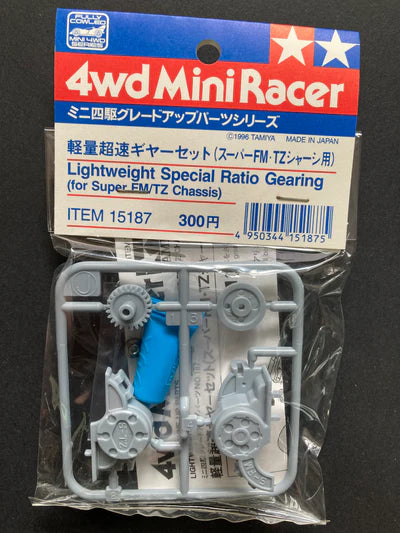 FULLY
COWLED
MINI 4WD
SERIES
4wd Mini Racer
ミニ四駆グレードアップパーツシリーズ
©1996 TAMIYA MADE IN JAPAN
軽量超速ギヤーセット(スーパーFM・TZシャーシ用)
Lightweight Special Ratio Gearing
(for Super FM/TZ Chassis)
ITEM 15187 300円
4 950344 151875
4wd Mini